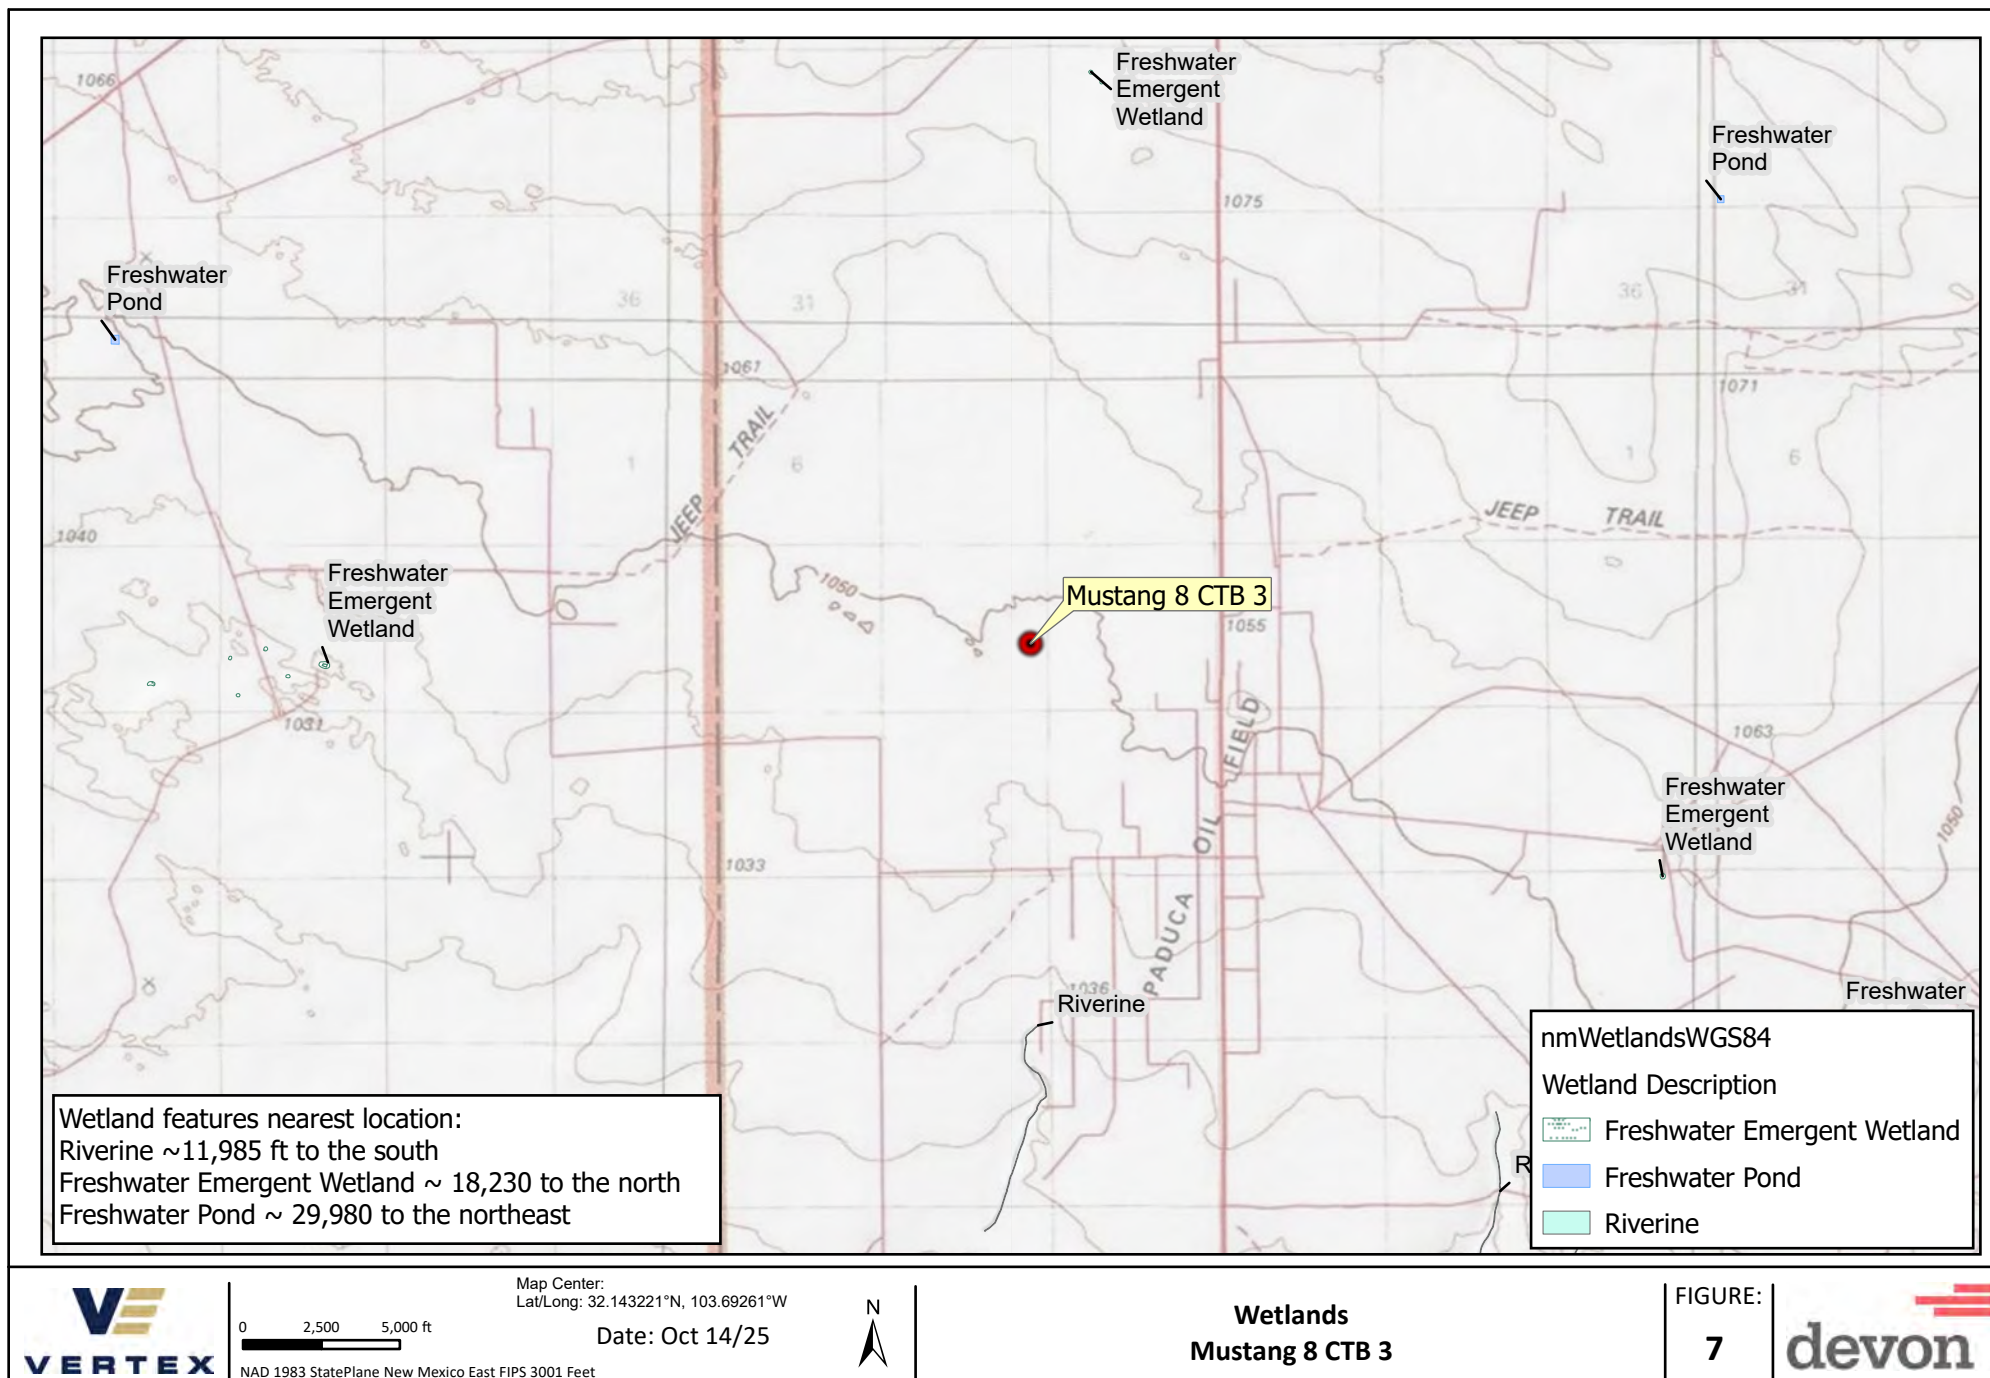 Freshwater
Emergent
Wetland
1066
Freshwater
Pond
1075
Freshwater
Pond
36
31
36
31
1061
1071
JEEP TRAIL
1
6
1
6
JEEP TRAIL
1040
Freshwater
Emergent
Wetland
1050
Mustang 8 CTB 3
1055
1031
1063
PADUCA OIL FIELD
Freshwater
Emergent
Wetland
1050
1033
1036
Riverine
Freshwater
R
nmWetlandsWGS84
Wetland Description
Freshwater Emergent Wetland
Freshwater Pond
Riverine
Wetland features nearest location:
Riverine ~11,985 ft to the south
Freshwater Emergent Wetland ~ 18,230 to the north
Freshwater Pond ~ 29,980 to the northeast
VE
VERTEX
0 2,500 5,000 ft
NAD 1983 StatePlane New Mexico East FIPS 3001 Feet
Map Center:
Lat/Long: 32.143221°N, 103.69261°W
Date: Oct 14/25
N
Wetlands
Mustang 8 CTB 3
FIGURE:
7
devon